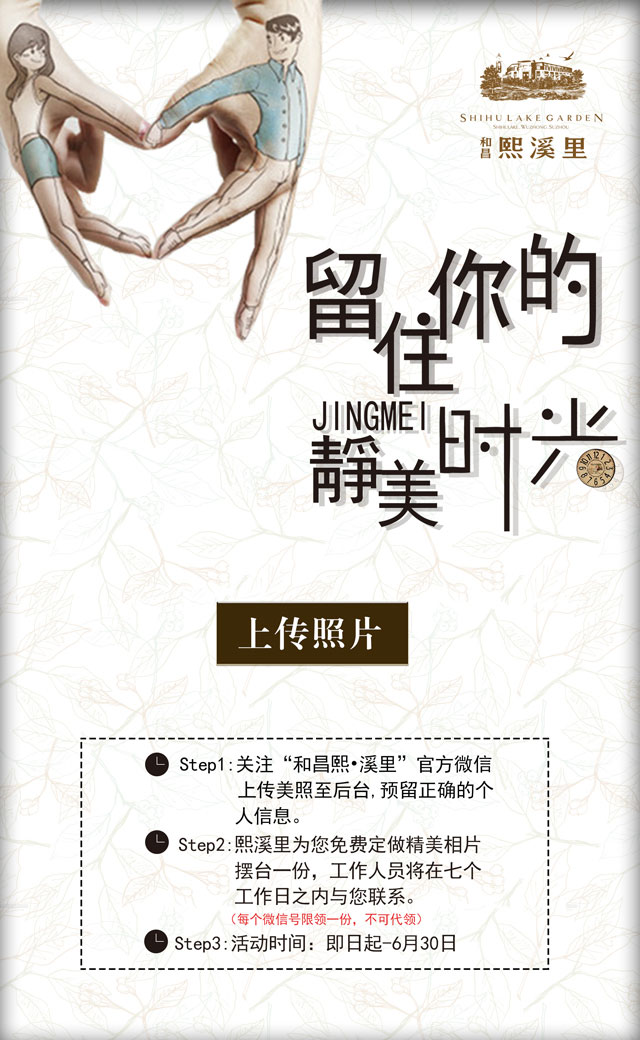 SHIHU LAKE GARDEN
SHIHULAKE WUZHONG SUZHOU
和昌 熙溪里
留住你的
JINGMEI
靜美时光
上传照片
Step1:关注“和昌熙•溪里”官方微信
上传美照至后台,预留正确的个
人信息。
Step2:熙溪里为您免费定做精美相片
摆台一份，工作人员将在七个
工作日之内与您联系。
（每个微信号限领一份，不可代领）
Step3:活动时间：即日起-6月30日